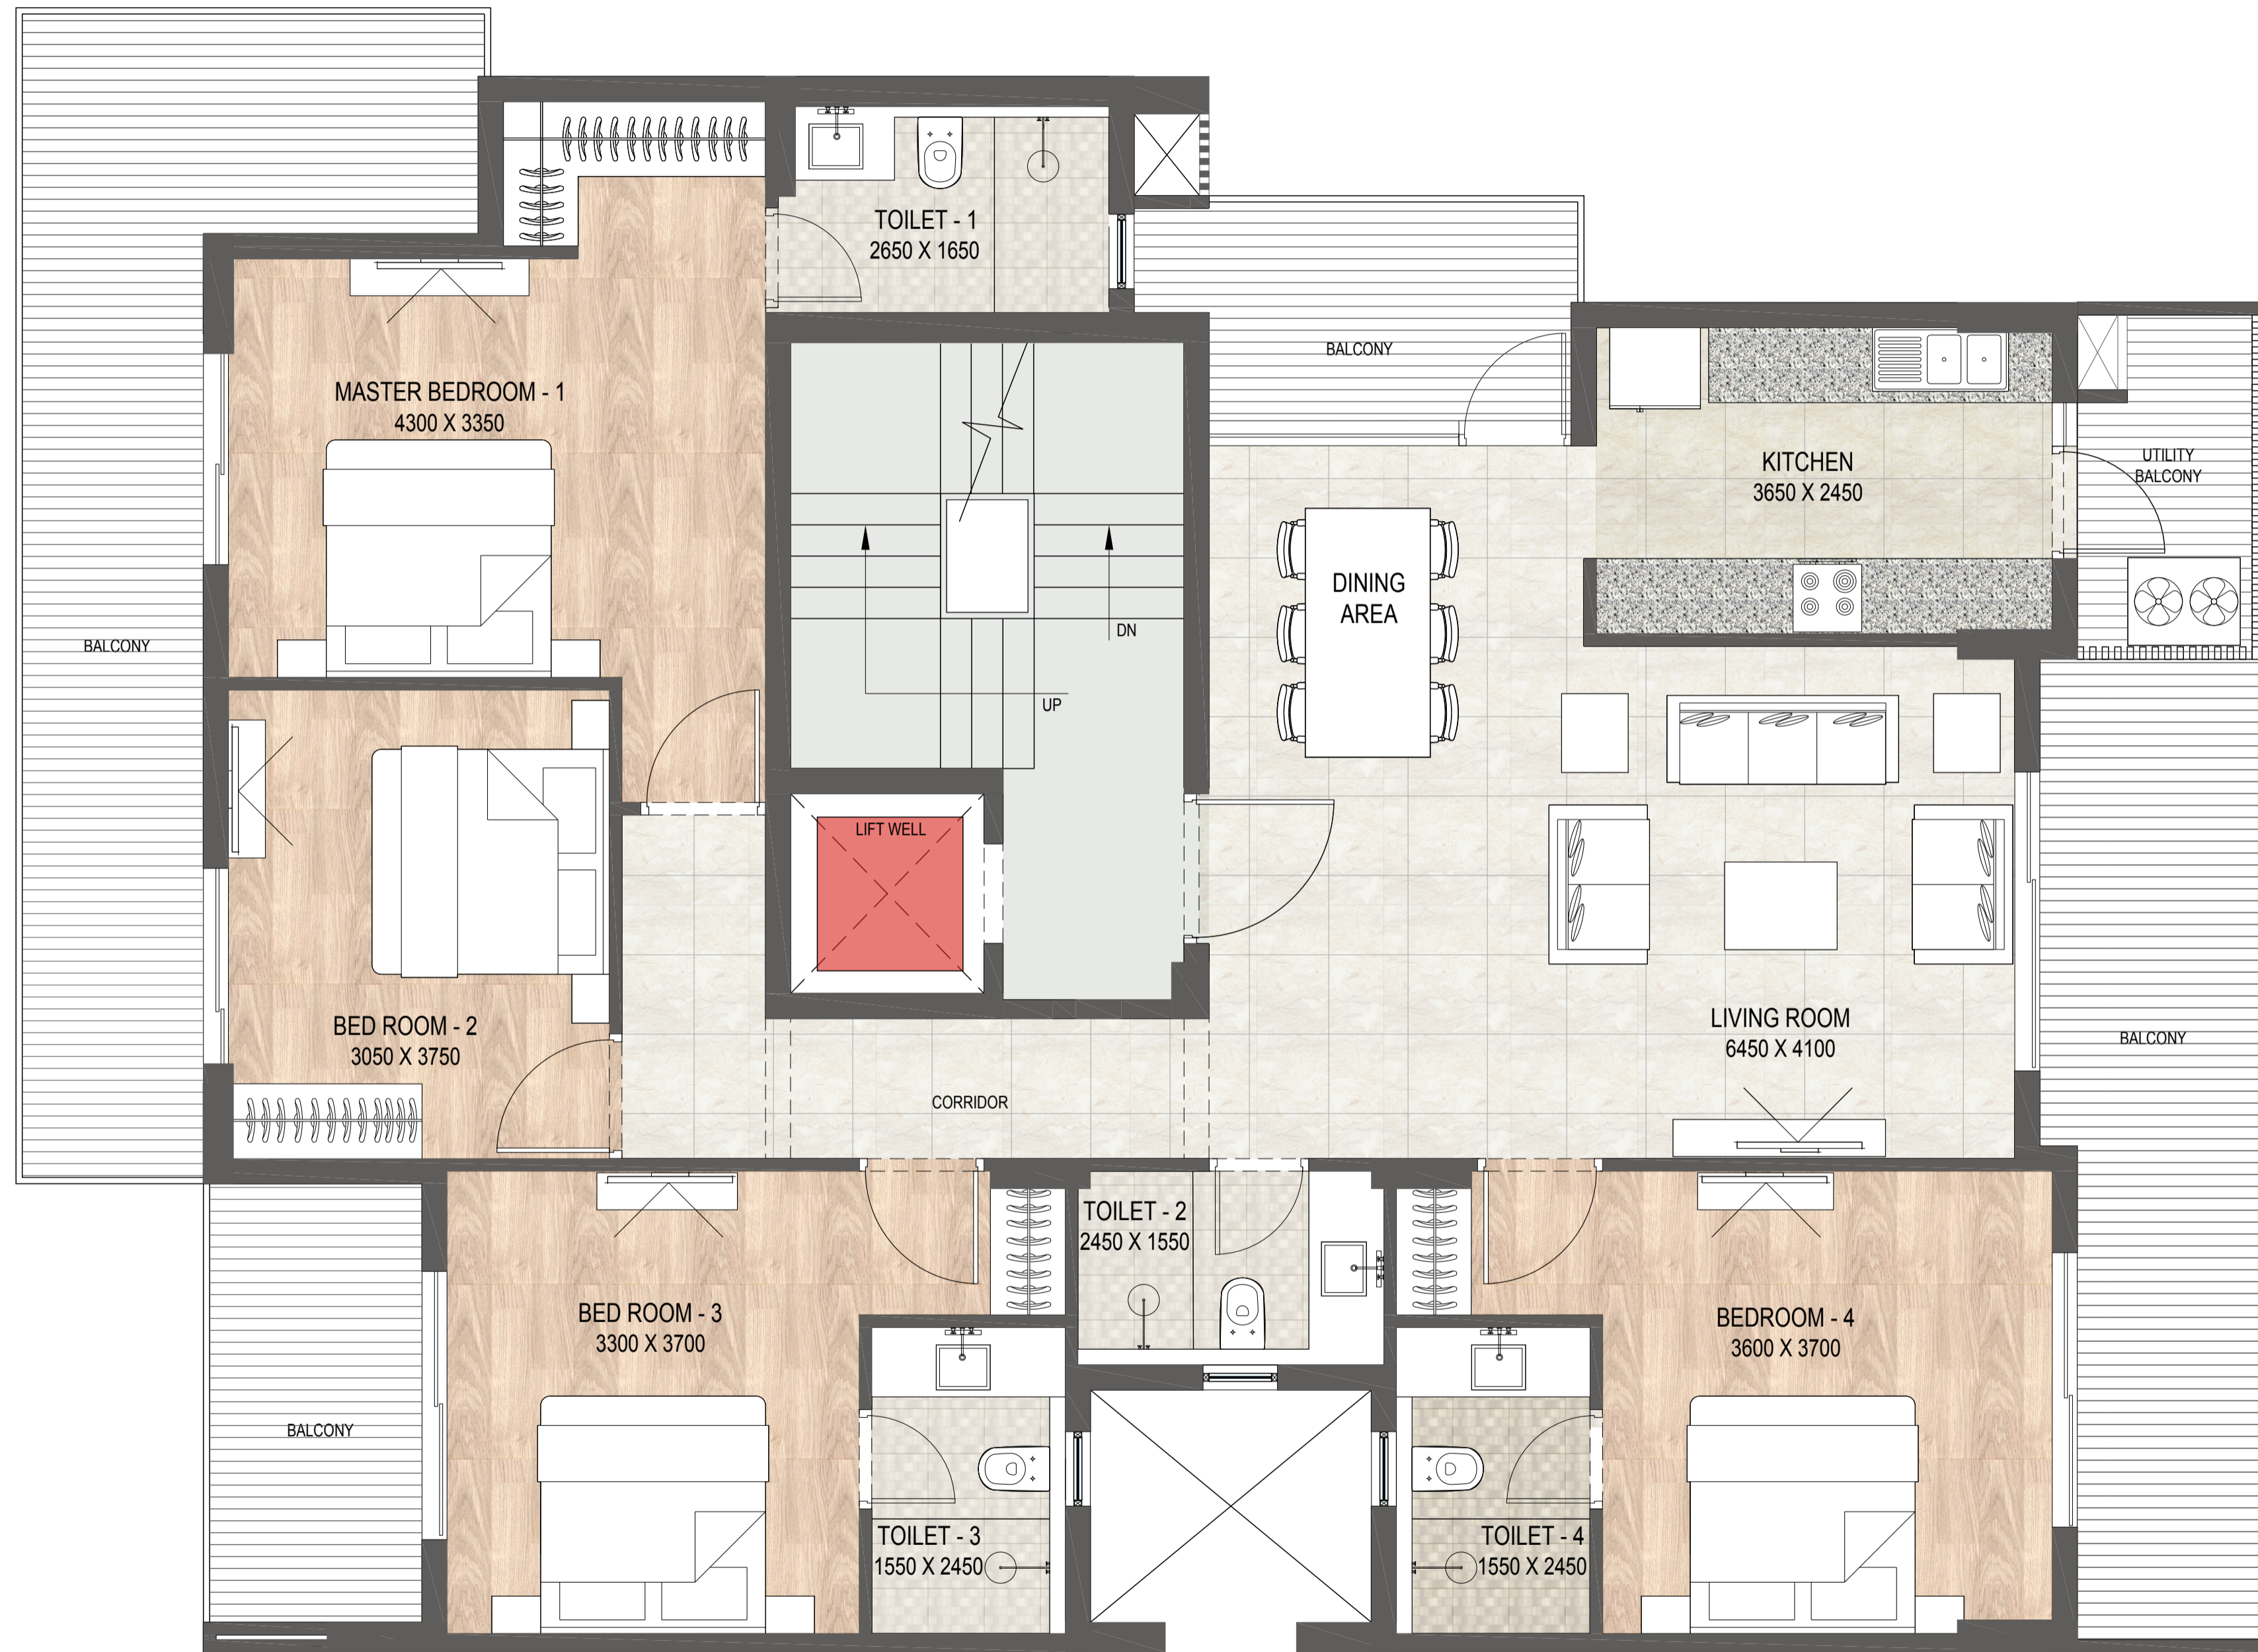 TOILET - 1
2650 X 1650
BALCONY
MASTER BEDROOM - 1
4300 X 3350
KITCHEN
3650 X 2450
UTILITY
BALCONY
DINING
AREA
DN
UP
BALCONY
LIFT WELL
BED ROOM - 2
3050 X 3750
LIVING ROOM
6450 X 4100
BALCONY
CORRIDOR
TOILET - 2
2450 X 1550
BED ROOM - 3
3300 X 3700
BEDROOM - 4
3600 X 3700
BALCONY
TOILET - 3
1550 X 2450
TOILET - 4
1550 X 2450